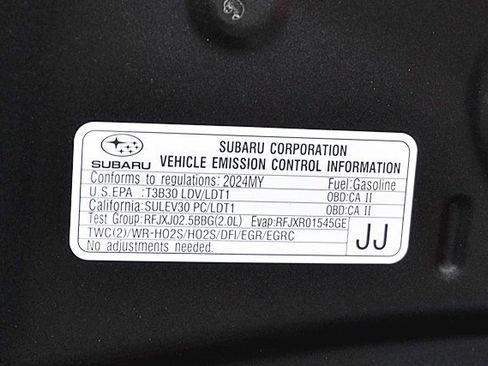 SUBARU
SUBARU CORPORATION
VEHICLE EMISSION CONTROL INFORMATION
Conforms to regulations: 2024MY Fuel:Gasoline
U.S.EPA :T3B30 LDV/LDT1 OBD:CA II
California:SULEV30 PC/LDT1 OBD:CA II
Test Group:RFJXJ02.5BBG(2.0L) Evap:RFJXR01545GE
TWC(2)/WR-HO2S/HO2S/DFI/EGR/EGRC
No adjustments needed.
JJ